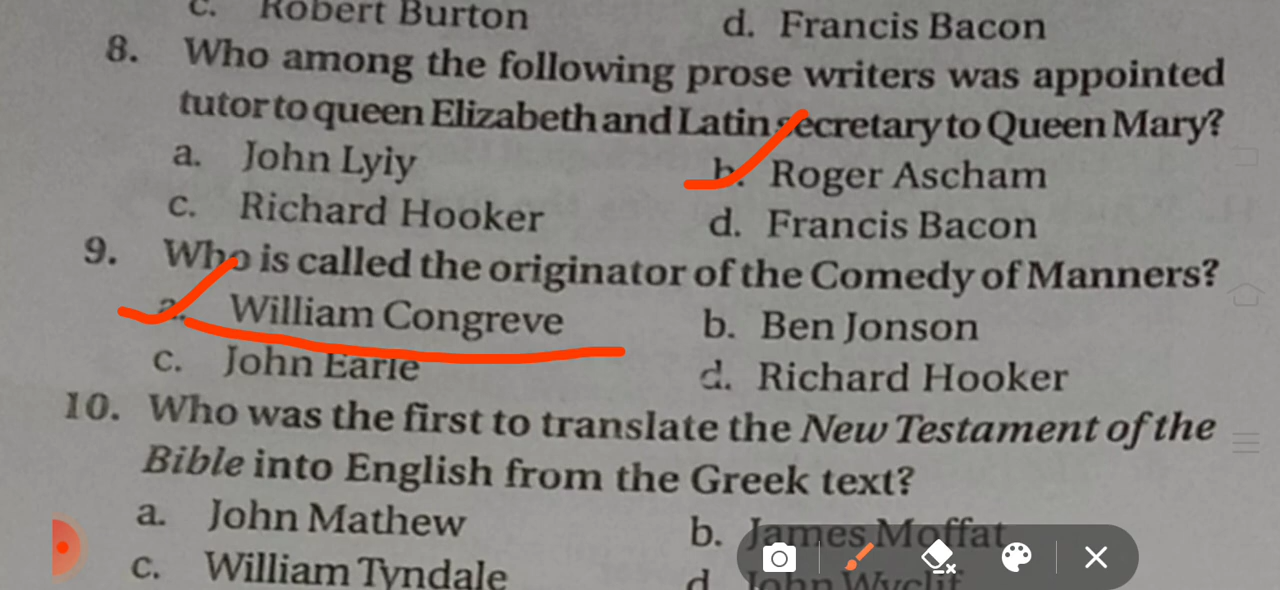 c. Robert Burton d. Francis Bacon
8. Who among the following prose writers was appointed
tutor to queen Elizabeth and Latin secretary to Queen Mary?
a. John Lyiy b. Roger Ascham
c. Richard Hooker d. Francis Bacon
9. Who is called the originator of the Comedy of Manners?
a. William Congreve b. Ben Jonson
c. John Earle d. Richard Hooker
10. Who was the first to translate the New Testament of the
Bible into English from the Greek text?
a. John Mathew b. James Moffat
c. William Tyndale d. John Wyclif